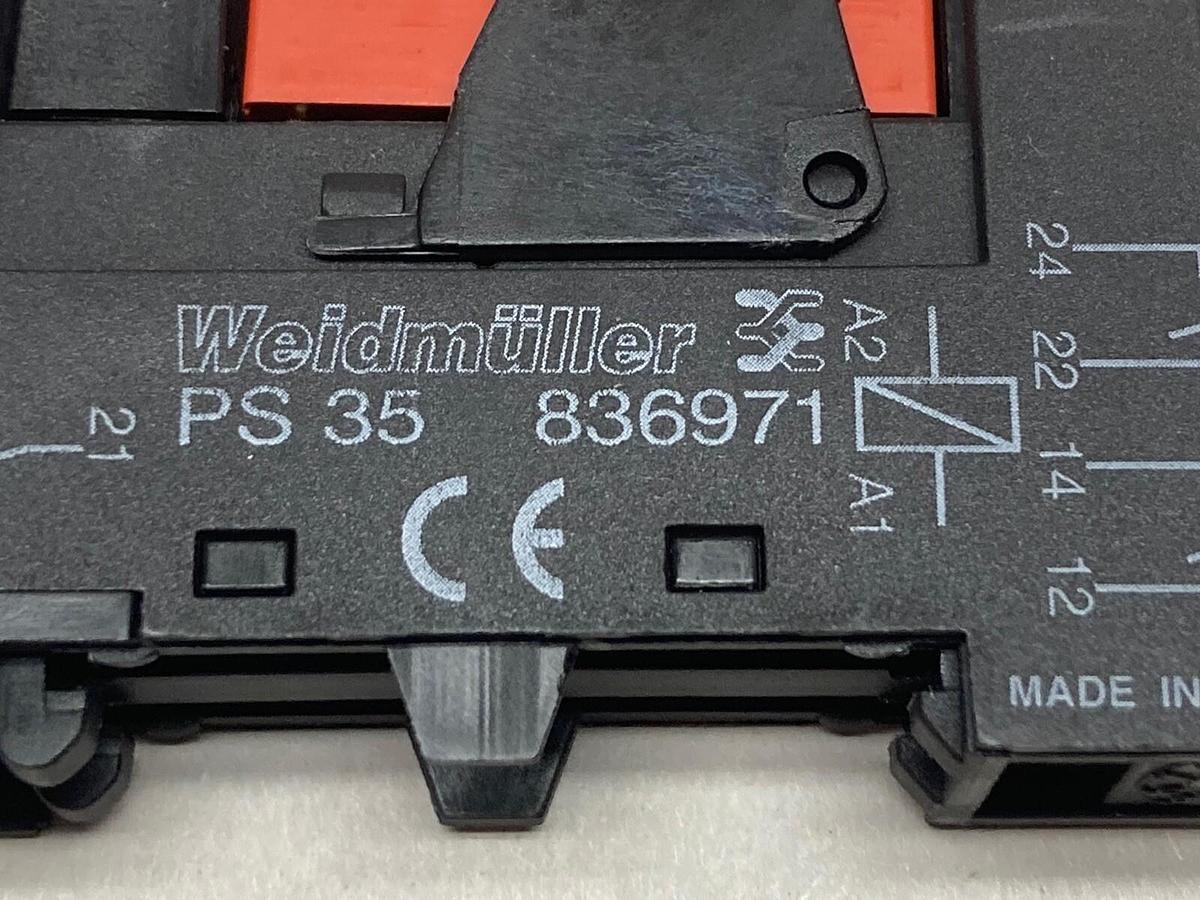 Weidmüller
PS 35 836971
CE
21
A2
A1
24
22
14
12
MADE IN